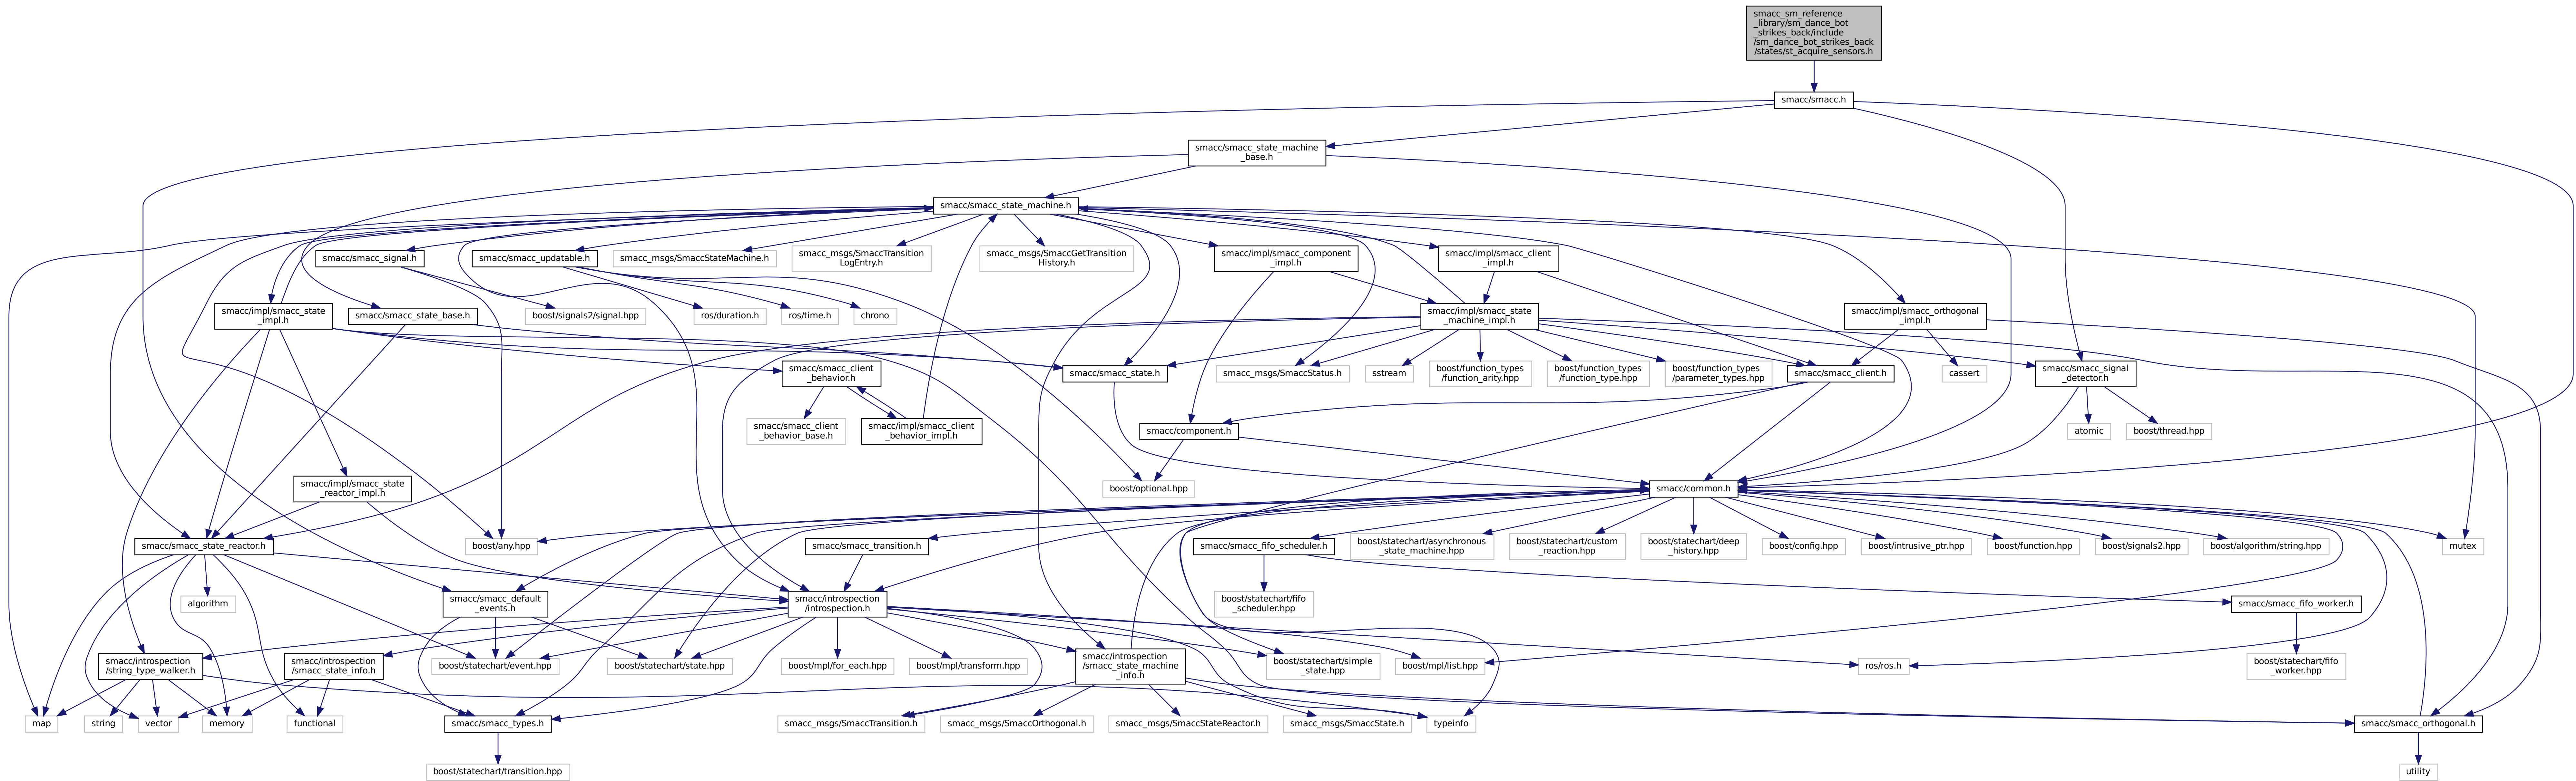 smacc_sm_reference
_library/sm_dance_bot
_strikes_back/include
/sm_dance_bot_strikes_back
/states/st_acquire_sensors.h
smacc/smacc.h
smacc/smacc_state_machine
_base.h
smacc/smacc_state_machine.h
smacc/smacc_signal.h
smacc/smacc_updatable.h
smacc_msgs/SmaccStateMachine.h
smacc_msgs/SmaccTransition
LogEntry.h
smacc_msgs/SmaccGetTransition
History.h
smacc/impl/smacc_component
_impl.h
smacc/impl/smacc_client
_impl.h
smacc/impl/smacc_state
_impl.h
smacc/smacc_state_base.h
boost/signals2/signal.hpp
ros/duration.h
ros/time.h
chrono
smacc/impl/smacc_state
_machine_impl.h
smacc/impl/smacc_orthogonal
_impl.h
smacc/smacc_client
_behavior.h
smacc/smacc_state.h
smacc_msgs/SmaccStatus.h
sstream
boost/function_types
/function_arity.hpp
boost/function_types
/function_type.hpp
boost/function_types
/parameter_types.hpp
smacc/smacc_client.h
cassert
smacc/smacc_signal
_detector.h
smacc/smacc_client
_behavior_base.h
smacc/impl/smacc_client
_behavior_impl.h
smacc/component.h
atomic
boost/thread.hpp
smacc/impl/smacc_state
_reactor_impl.h
boost/optional.hpp
smacc/common.h
smacc/smacc_state_reactor.h
boost/any.hpp
smacc/smacc_transition.h
smacc/smacc_fifo_scheduler.h
boost/statechart/asynchronous
_state_machine.hpp
boost/statechart/custom
_reaction.hpp
boost/statechart/deep
_history.hpp
boost/config.hpp
boost/intrusive_ptr.hpp
boost/function.hpp
boost/signals2.hpp
boost/algorithm/string.hpp
mutex
algorithm
smacc/smacc_default
_events.h
smacc/introspection
/introspection.h
boost/statechart/fifo
_scheduler.hpp
smacc/smacc_fifo_worker.h
smacc/introspection
/string_type_walker.h
smacc/introspection
/smacc_state_info.h
boost/statechart/event.hpp
boost/statechart/state.hpp
boost/mpl/for_each.hpp
boost/mpl/transform.hpp
smacc/introspection
/smacc_state_machine
_info.h
boost/statechart/simple
_state.hpp
boost/mpl/list.hpp
ros/ros.h
boost/statechart/fifo
_worker.hpp
map
string
vector
memory
functional
smacc/smacc_types.h
smacc_msgs/SmaccTransition.h
smacc_msgs/SmaccOrthogonal.h
smacc_msgs/SmaccStateReactor.h
smacc_msgs/SmaccState.h
typeinfo
smacc/smacc_orthogonal.h
boost/statechart/transition.hpp
utility